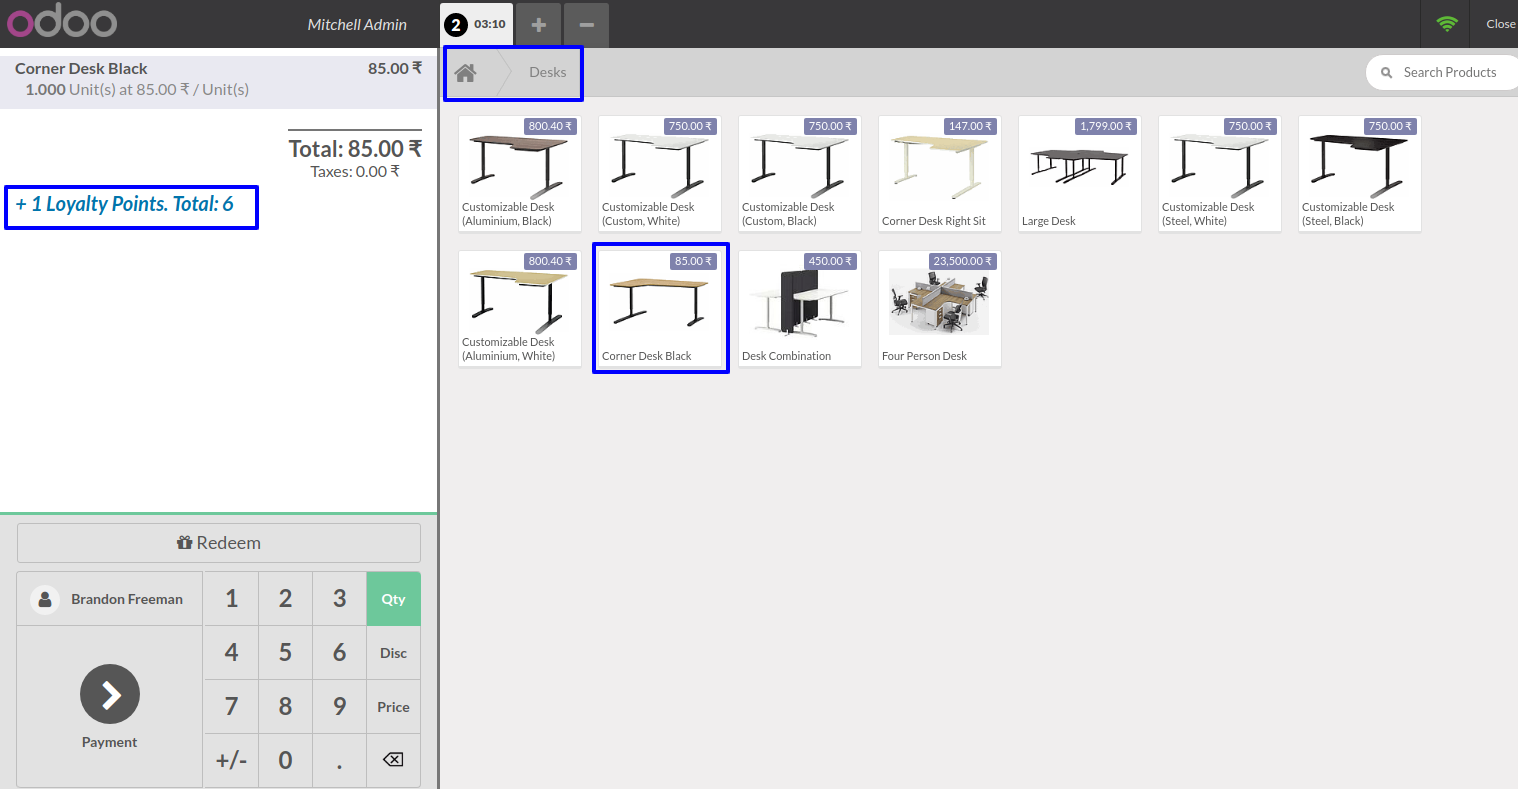 odoo
Mitchell Admin
2 03:10 + −
Close
Corner Desk Black 85.00 ₹
1.000 Unit(s) at 85.00 ₹ / Unit(s)
Total: 85.00 ₹
Taxes: 0.00 ₹
+ 1 Loyalty Points. Total: 6
Redeem
Brandon Freeman
Payment
1 2 3 Qty
4 5 6 Disc
7 8 9 Price
+/- 0 .
Desks
Search Products
800.40 ₹
Customizable Desk
(Aluminium, Black)
750.00 ₹
Customizable Desk
(Custom, White)
750.00 ₹
Customizable Desk
(Custom, Black)
147.00 ₹
Corner Desk Right Sit
1,799.00 ₹
Large Desk
750.00 ₹
Customizable Desk
(Steel, White)
750.00 ₹
Customizable Desk
(Steel, Black)
800.40 ₹
Customizable Desk
(Aluminium, White)
85.00 ₹
Corner Desk Black
450.00 ₹
Desk Combination
23,500.00 ₹
Four Person Desk